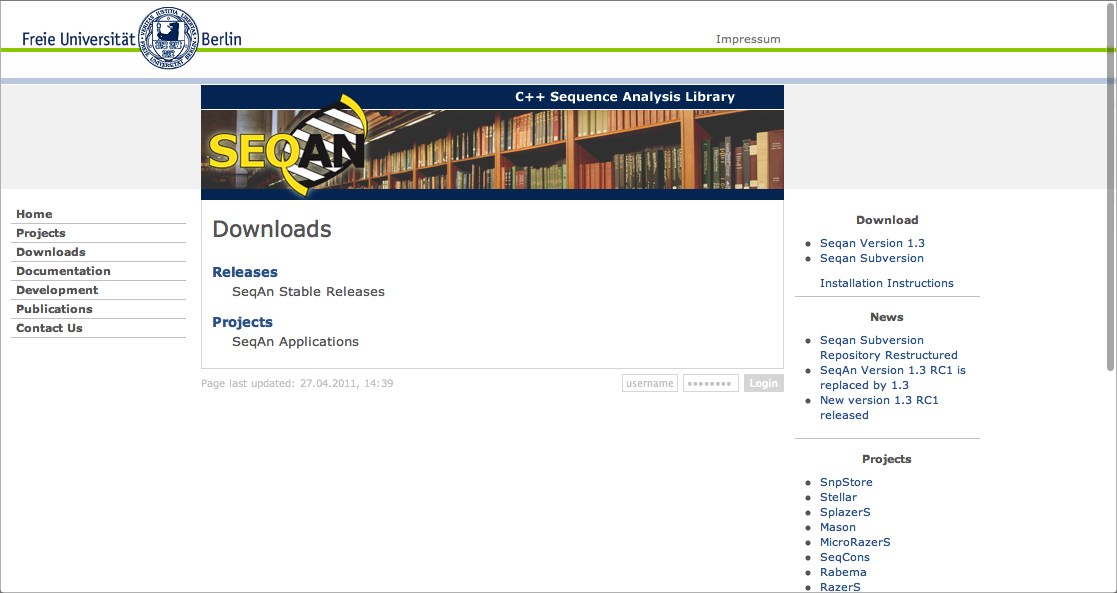 Freie Universität Berlin
Impressum
C++ Sequence Analysis Library
SEQAN
Home
Projects
Downloads
Documentation
Development
Publications
Contact Us
Downloads
Releases
SeqAn Stable Releases
Projects
SeqAn Applications
Page last updated: 27.04.2011, 14:39
username
••••••••
Login
Download
Seqan Version 1.3
Seqan Subversion
Installation Instructions
News
Seqan Subversion
Repository Restructured
SeqAn Version 1.3 RC1 is
replaced by 1.3
New version 1.3 RC1
released
Projects
SnpStore
Stellar
SplazerS
Mason
MicroRazerS
SeqCons
Rabema
RazerS